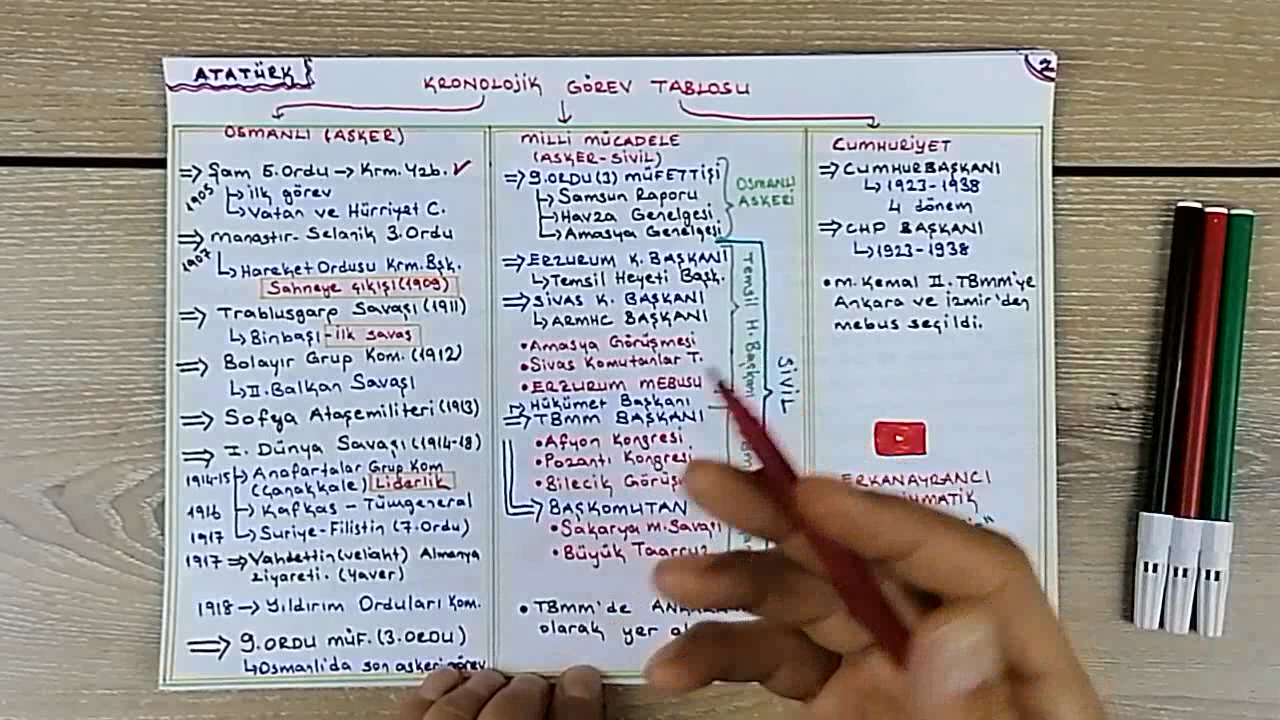 ATATÜRK
2
KRONOLOJİK GÖREV TABLOSU
OSMANLI (ASKER)
⇒ Şam 5.Ordu → Krm. Yzb. ✓
1905 ↳ ilk görev
↳ Vatan ve Hürriyet C.
⇒ Manastır- Selanik 3.Ordu
1907 ↳ Hareket Ordusu Krm.Bşk.
Sahneye çıkışı (1909)
⇒ Trablusgarp Savaşı (1911)
↳ Binbaşı - ilk savaş
⇒ Bolayır Grup Kom. (1912)
↳ II. Balkan Savaşı
⇒ Sofya Ataşemiliteri (1913)
⇒ I. Dünya Savaşı (1914-18)
1914-15 Anafartalar Grup Kom
(Çanakkale) Liderlik
1916 Kafkas - Tümgeneral
1917 ↳ Suriye-Filistin (7.Ordu)
1917 ⇒ Vahdettin (veliaht) Almanya
ziyareti. (Yaver)
1918 → Yıldırım Orduları Kom.
⇒ 9.ORDU MÜF. (3.ORDU)
↳ Osmanlı'da son askeri görev
MİLLİ MÜCADELE
(ASKER-SİVİL)
⇒ 9.ORDU (3) MÜFETTİŞİ
↳ Samsun Raporu
↳ Havza Genelgesi
↳ Amasya Genelgesi
OSMANLI
ASKERİ
⇒ ERZURUM K. BAŞKANI
↳ Temsil Heyeti Başk.
⇒ SİVAS K. BAŞKANI
↳ ARMHC BAŞKANI
• Amasya Görüşmesi
• Sivas Komutanlar T.
• ERZURUM MEBUSU
→ Hükümet Başkanı
⇒ TBMM BAŞKANI
• Afyon Kongresi
• Pozantı Kongresi
• Bilecik
BAŞKOMUTAN
• Sakarya M. Savaşı
• Büyük Taarruz
Temsil H. Başkanı
SİVİL
• TBMM'de
olarak yer
CUMHURİYET
⇒ CUMHURBAŞKANI
↳ 1923-1938
4 dönem
⇒ CHP BAŞKANI
↳ 1923-1938
• M. Kemal II. TBMM'ye
Ankara ve İzmir'den
mebus seçildi.
ERKANAYRANCI